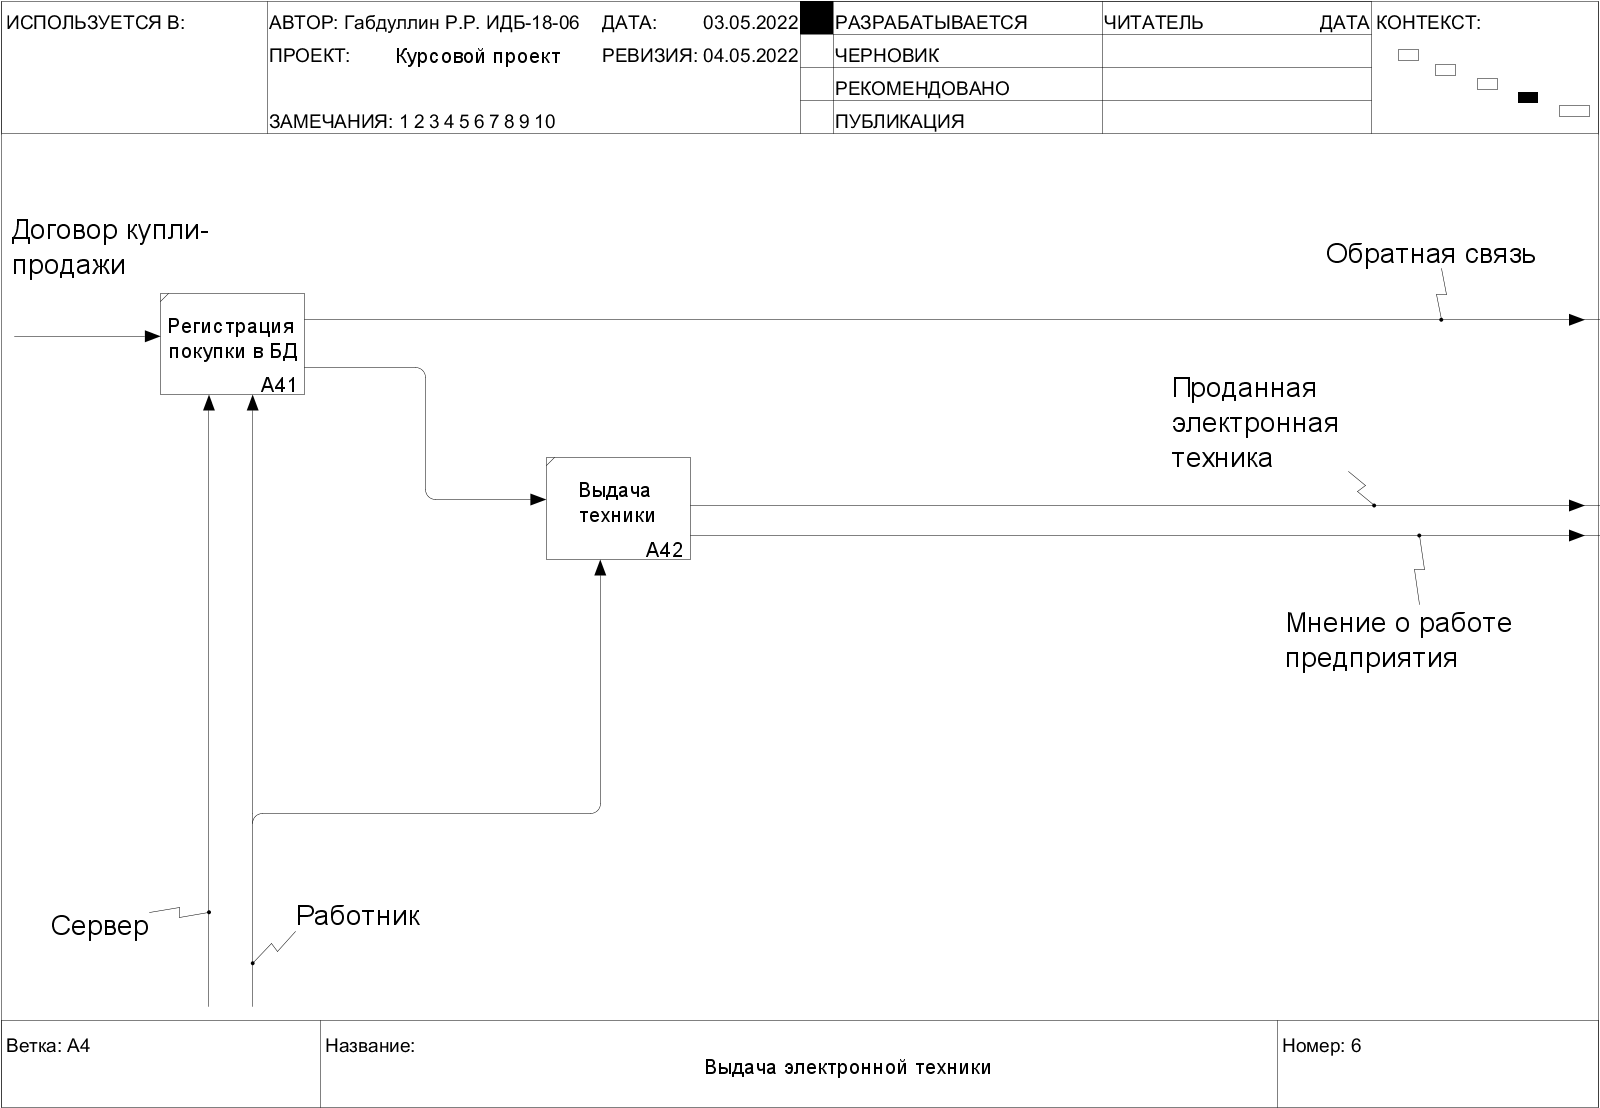 ИСПОЛЬЗУЕТСЯ В:
АВТОР: Габдуллин Р.Р. ИДБ-18-06 ДАТА: 03.05.2022
ПРОЕКТ: Курсовой проект РЕВИЗИЯ: 04.05.2022
ЗАМЕЧАНИЯ: 1 2 3 4 5 6 7 8 9 10
РАЗРАБАТЫВАЕТСЯ
ЧЕРНОВИК
РЕКОМЕНДОВАНО
ПУБЛИКАЦИЯ
ЧИТАТЕЛЬ ДАТА
КОНТЕКСТ:
Договор купли-
продажи
Обратная связь
Регистрация
покупки в БД
A41
Проданная
электронная
техника
Выдача
техники
A42
Мнение о работе
предприятия
Сервер
Работник
Ветка: A4
Название:
Выдача электронной техники
Номер: 6